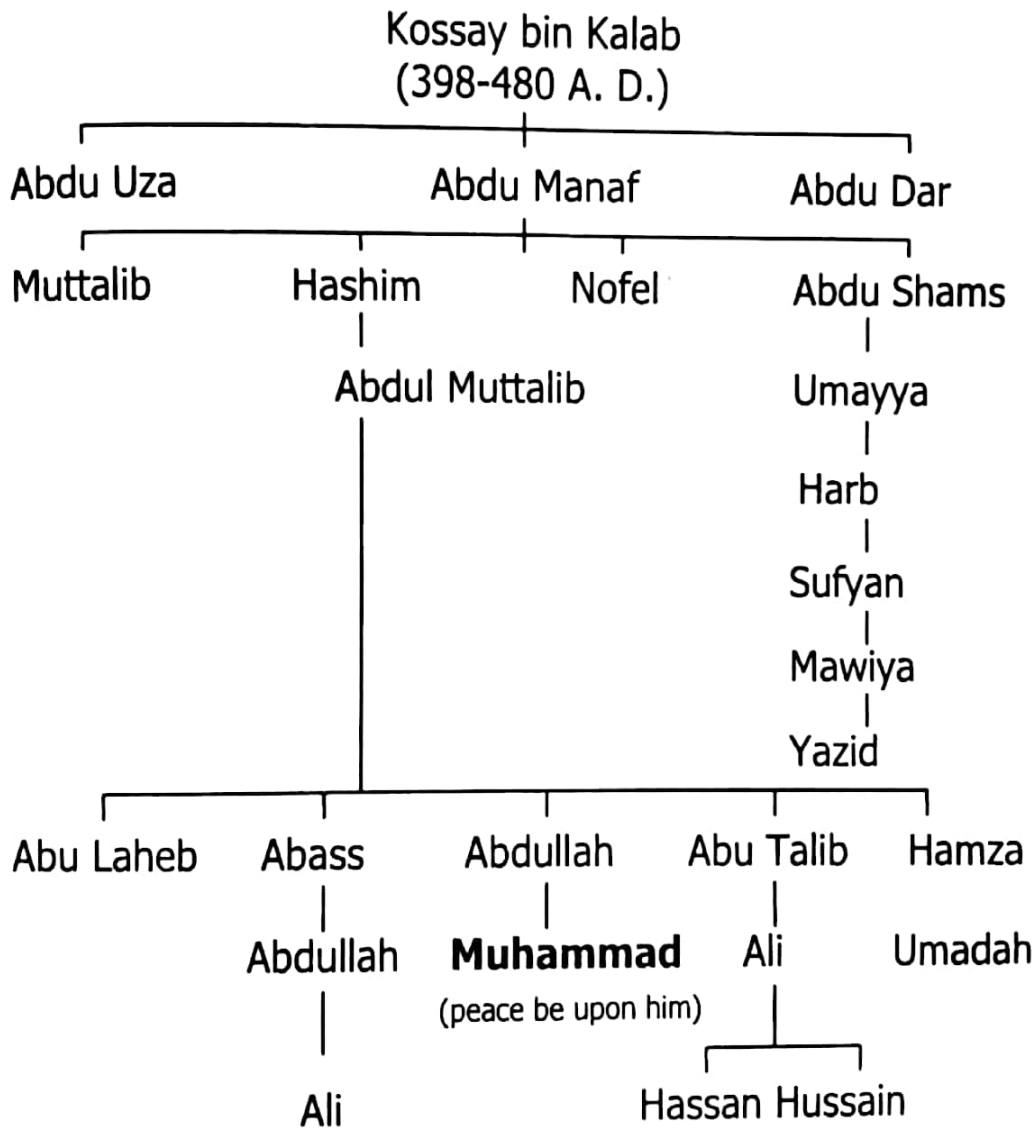 Kossay bin Kalab
(398-480 A. D.)
Abdu Uza Abdu Manaf Abdu Dar
Muttalib Hashim Nofel Abdu Shams
Abdul Muttalib Umayya
Harb
Sufyan
Mawiya
Yazid
Abu Laheb Abass Abdullah Abu Talib Hamza
Abdullah Muhammad Ali Umadah
(peace be upon him)
Ali Hassan Hussain